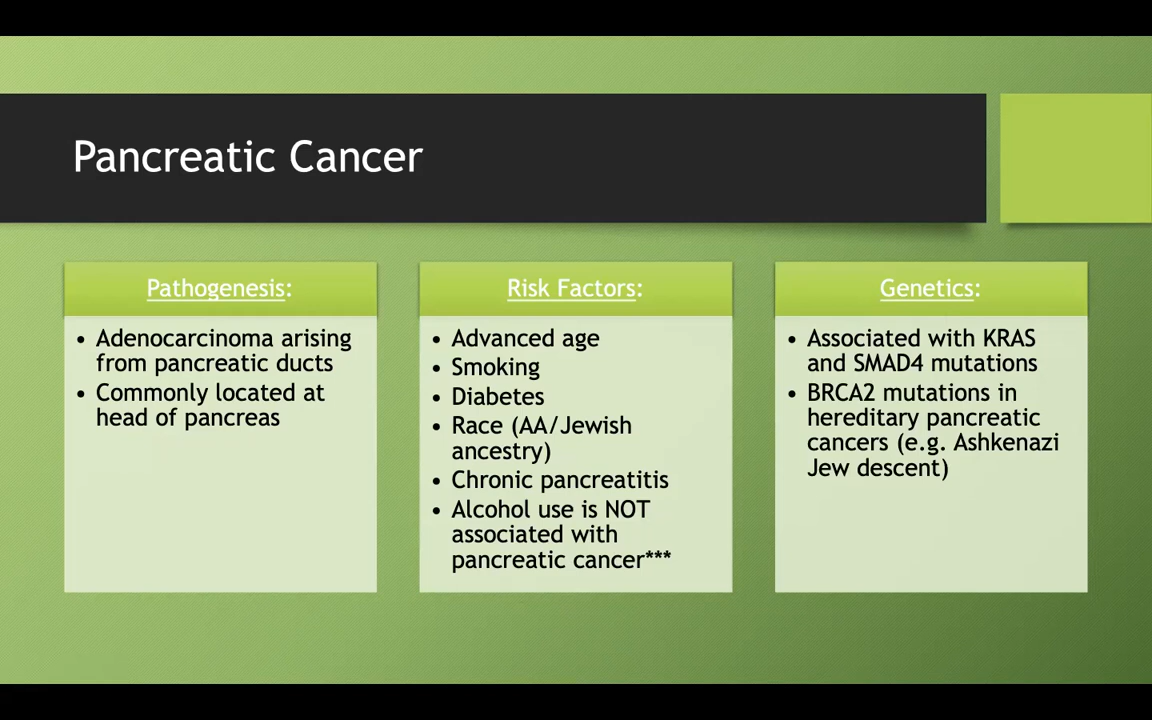 Pancreatic Cancer
Pathogenesis:
• Adenocarcinoma arising
from pancreatic ducts
• Commonly located at
head of pancreas
Risk Factors:
• Advanced age
• Smoking
• Diabetes
• Race (AA/Jewish
ancestry)
• Chronic pancreatitis
• Alcohol use is NOT
associated with
pancreatic cancer***
Genetics:
• Associated with KRAS
and SMAD4 mutations
• BRCA2 mutations in
hereditary pancreatic
cancers (e.g. Ashkenazi
Jew descent)